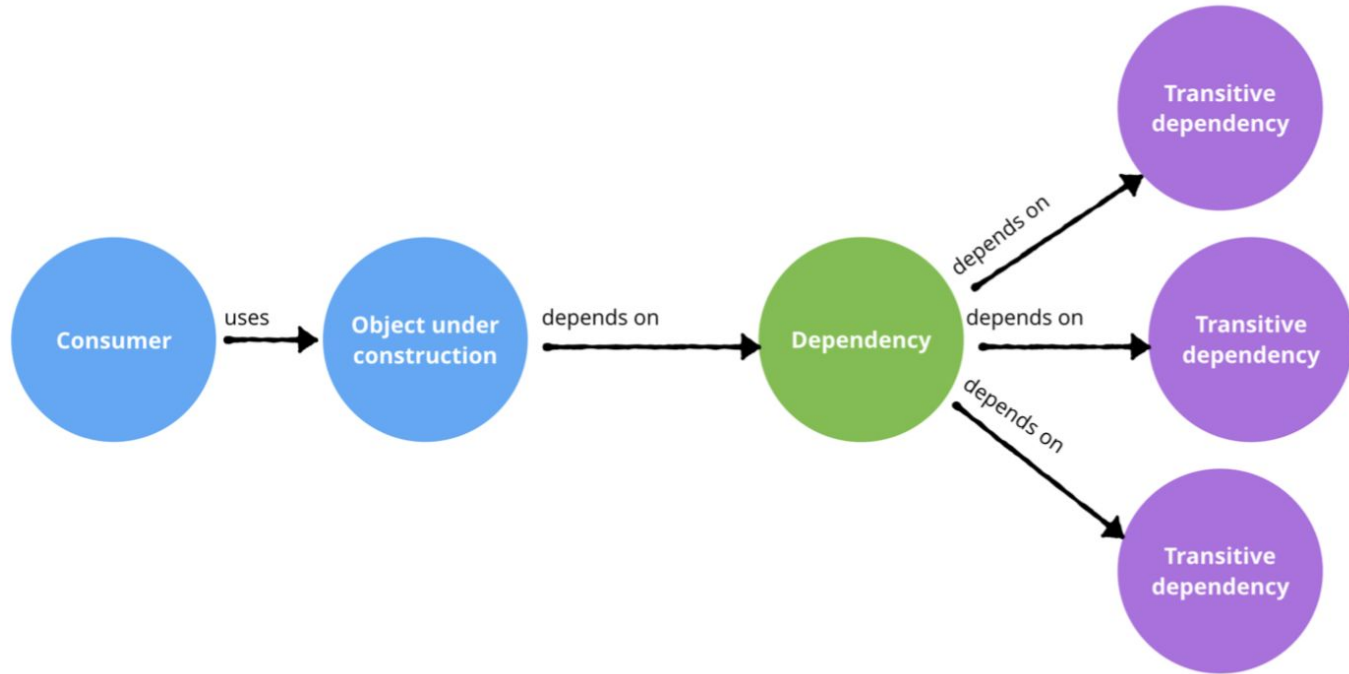 Consumer
uses
Object under
construction
depends on
Dependency
depends on
Transitive
dependency
depends on
Transitive
dependency
depends on
Transitive
dependency